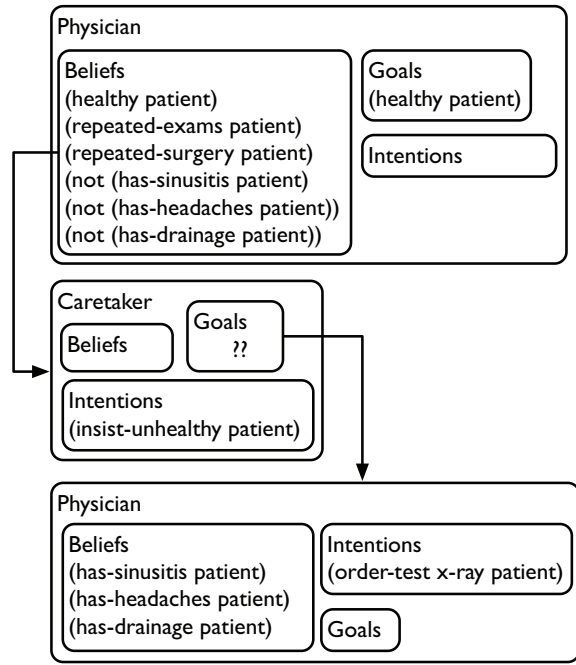 Physician
Beliefs
(healthy patient)
(repeated-exams patient)
(repeated-surgery patient)
(not (has-sinusitis patient)
(not (has-headaches patient))
(not (has-drainage patient))
Goals
(healthy patient)
Intentions
Caretaker
Beliefs
Goals
??
Intentions
(insist-unhealthy patient)
Physician
Beliefs
(has-sinusitis patient)
(has-headaches patient)
(has-drainage patient)
Intentions
(order-test x-ray patient)
Goals